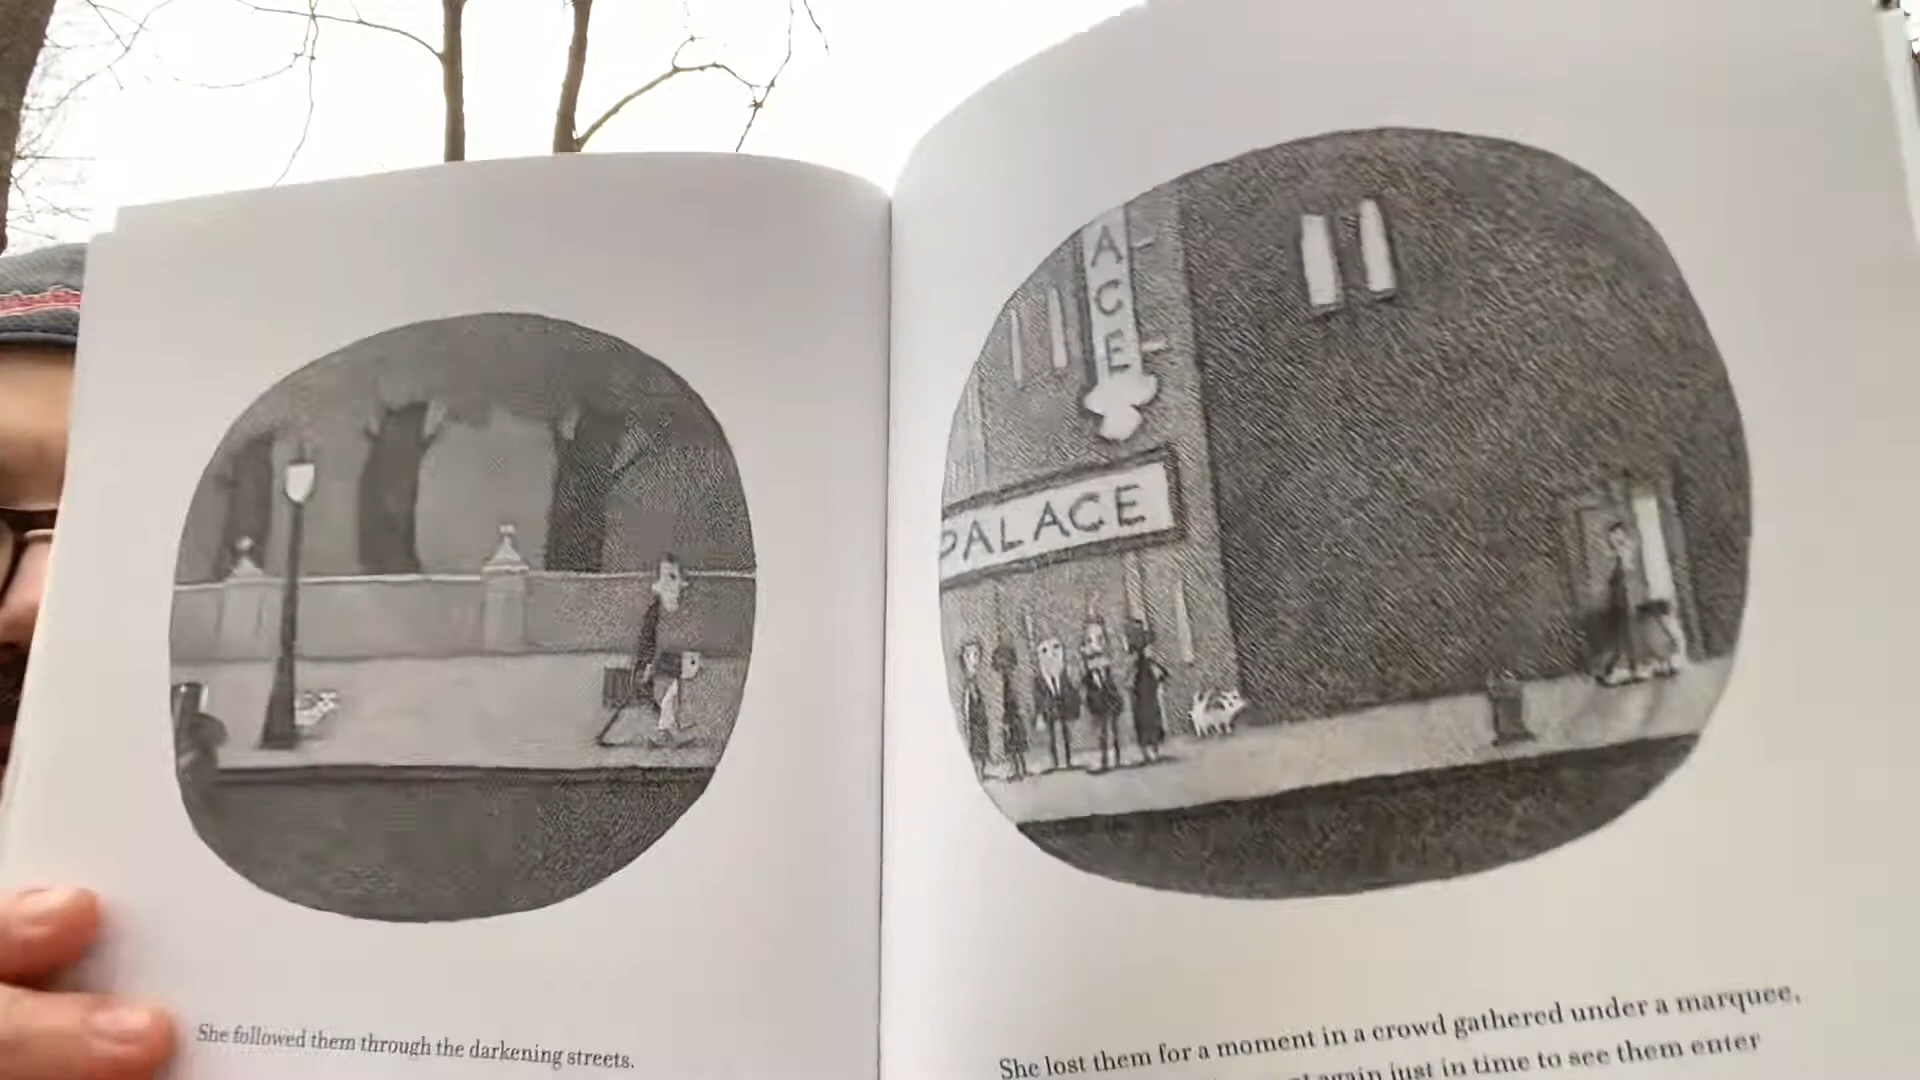 She followed them through the darkening streets.
A
C
E
PALACE
She lost them for a moment in a crowd gathered under a marquee,
again just in time to see them enter